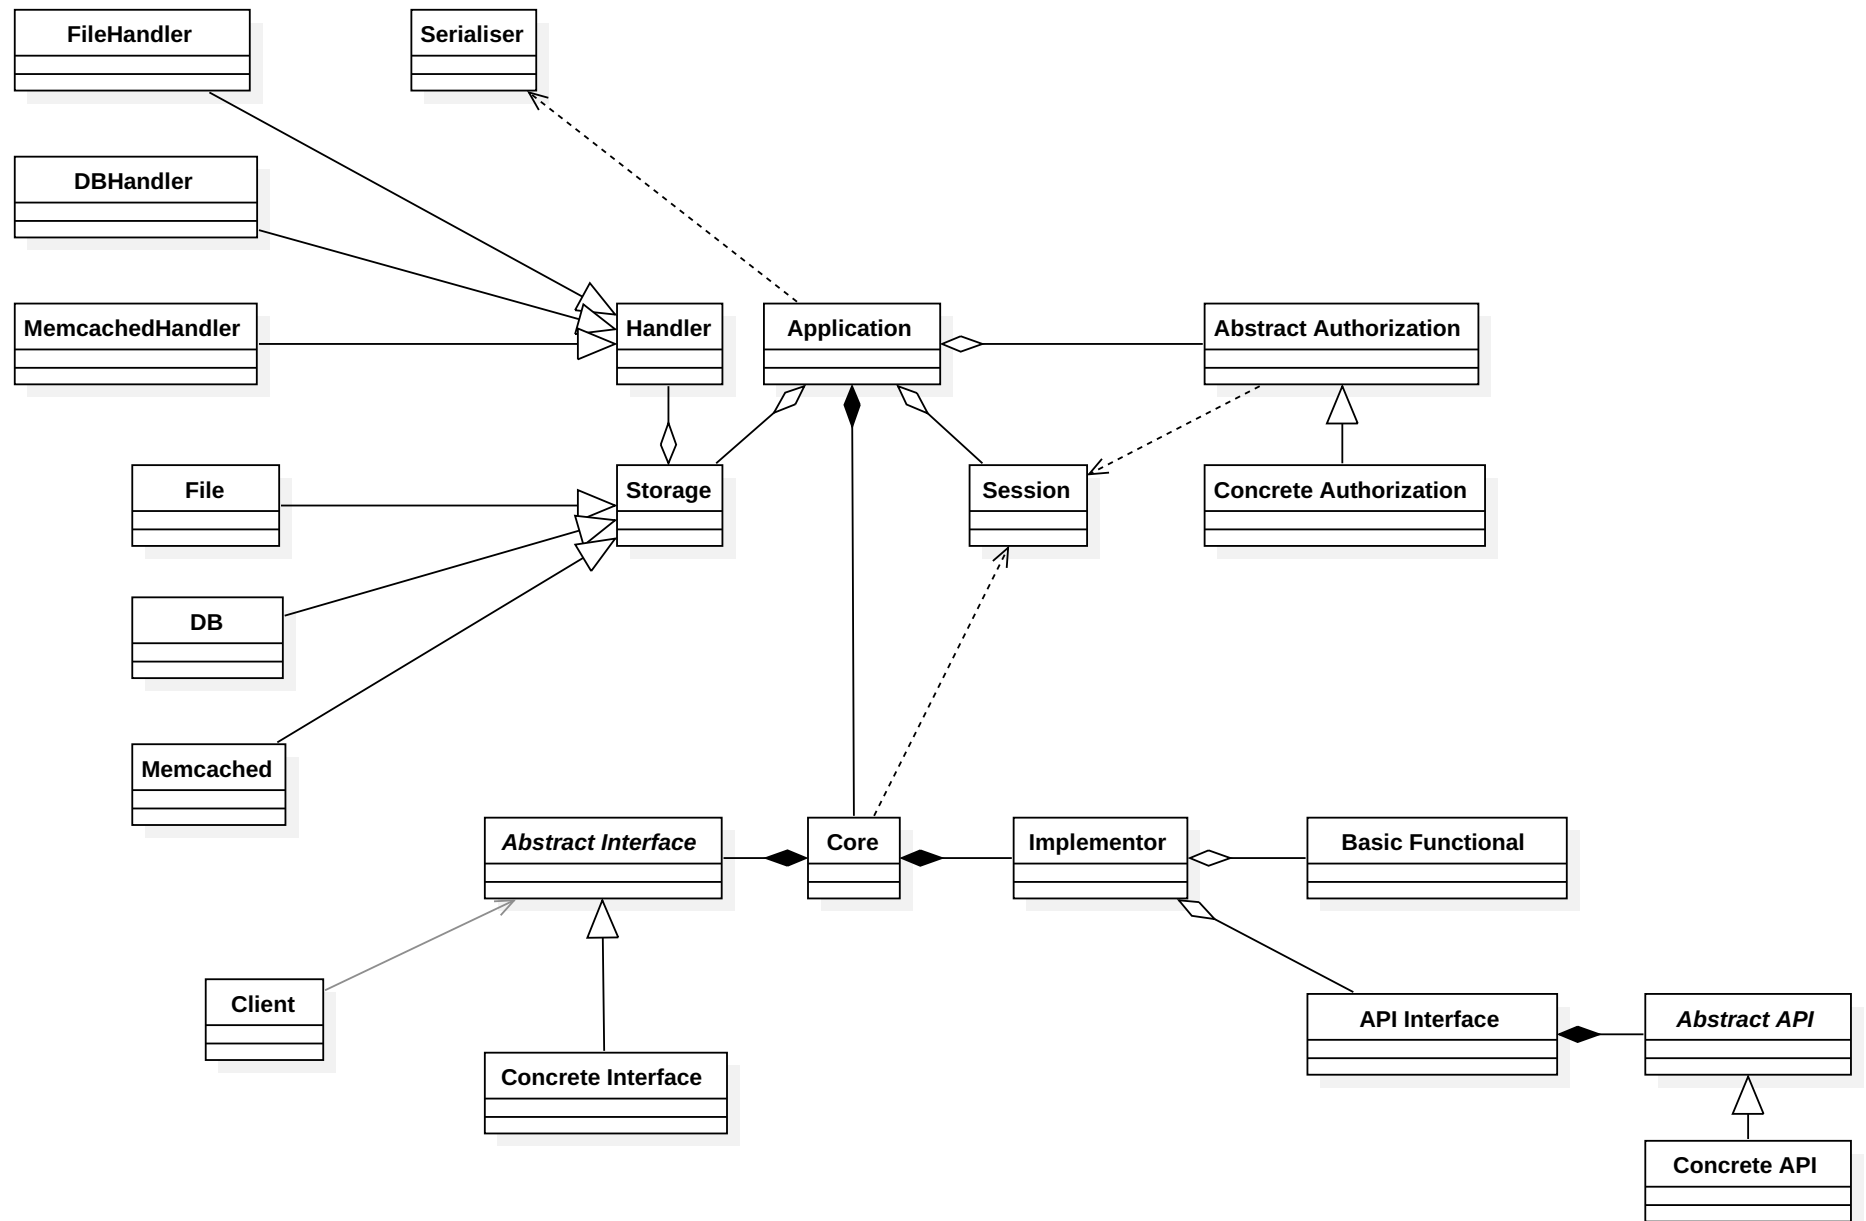 FileHandler
Serialiser
DBHandler
MemcachedHandler
Handler
Application
Abstract Authorization
File
Storage
Session
Concrete Authorization
DB
Memcached
Abstract Interface
Core
Implementor
Basic Functional
Client
API Interface
Abstract API
Concrete Interface
Concrete API